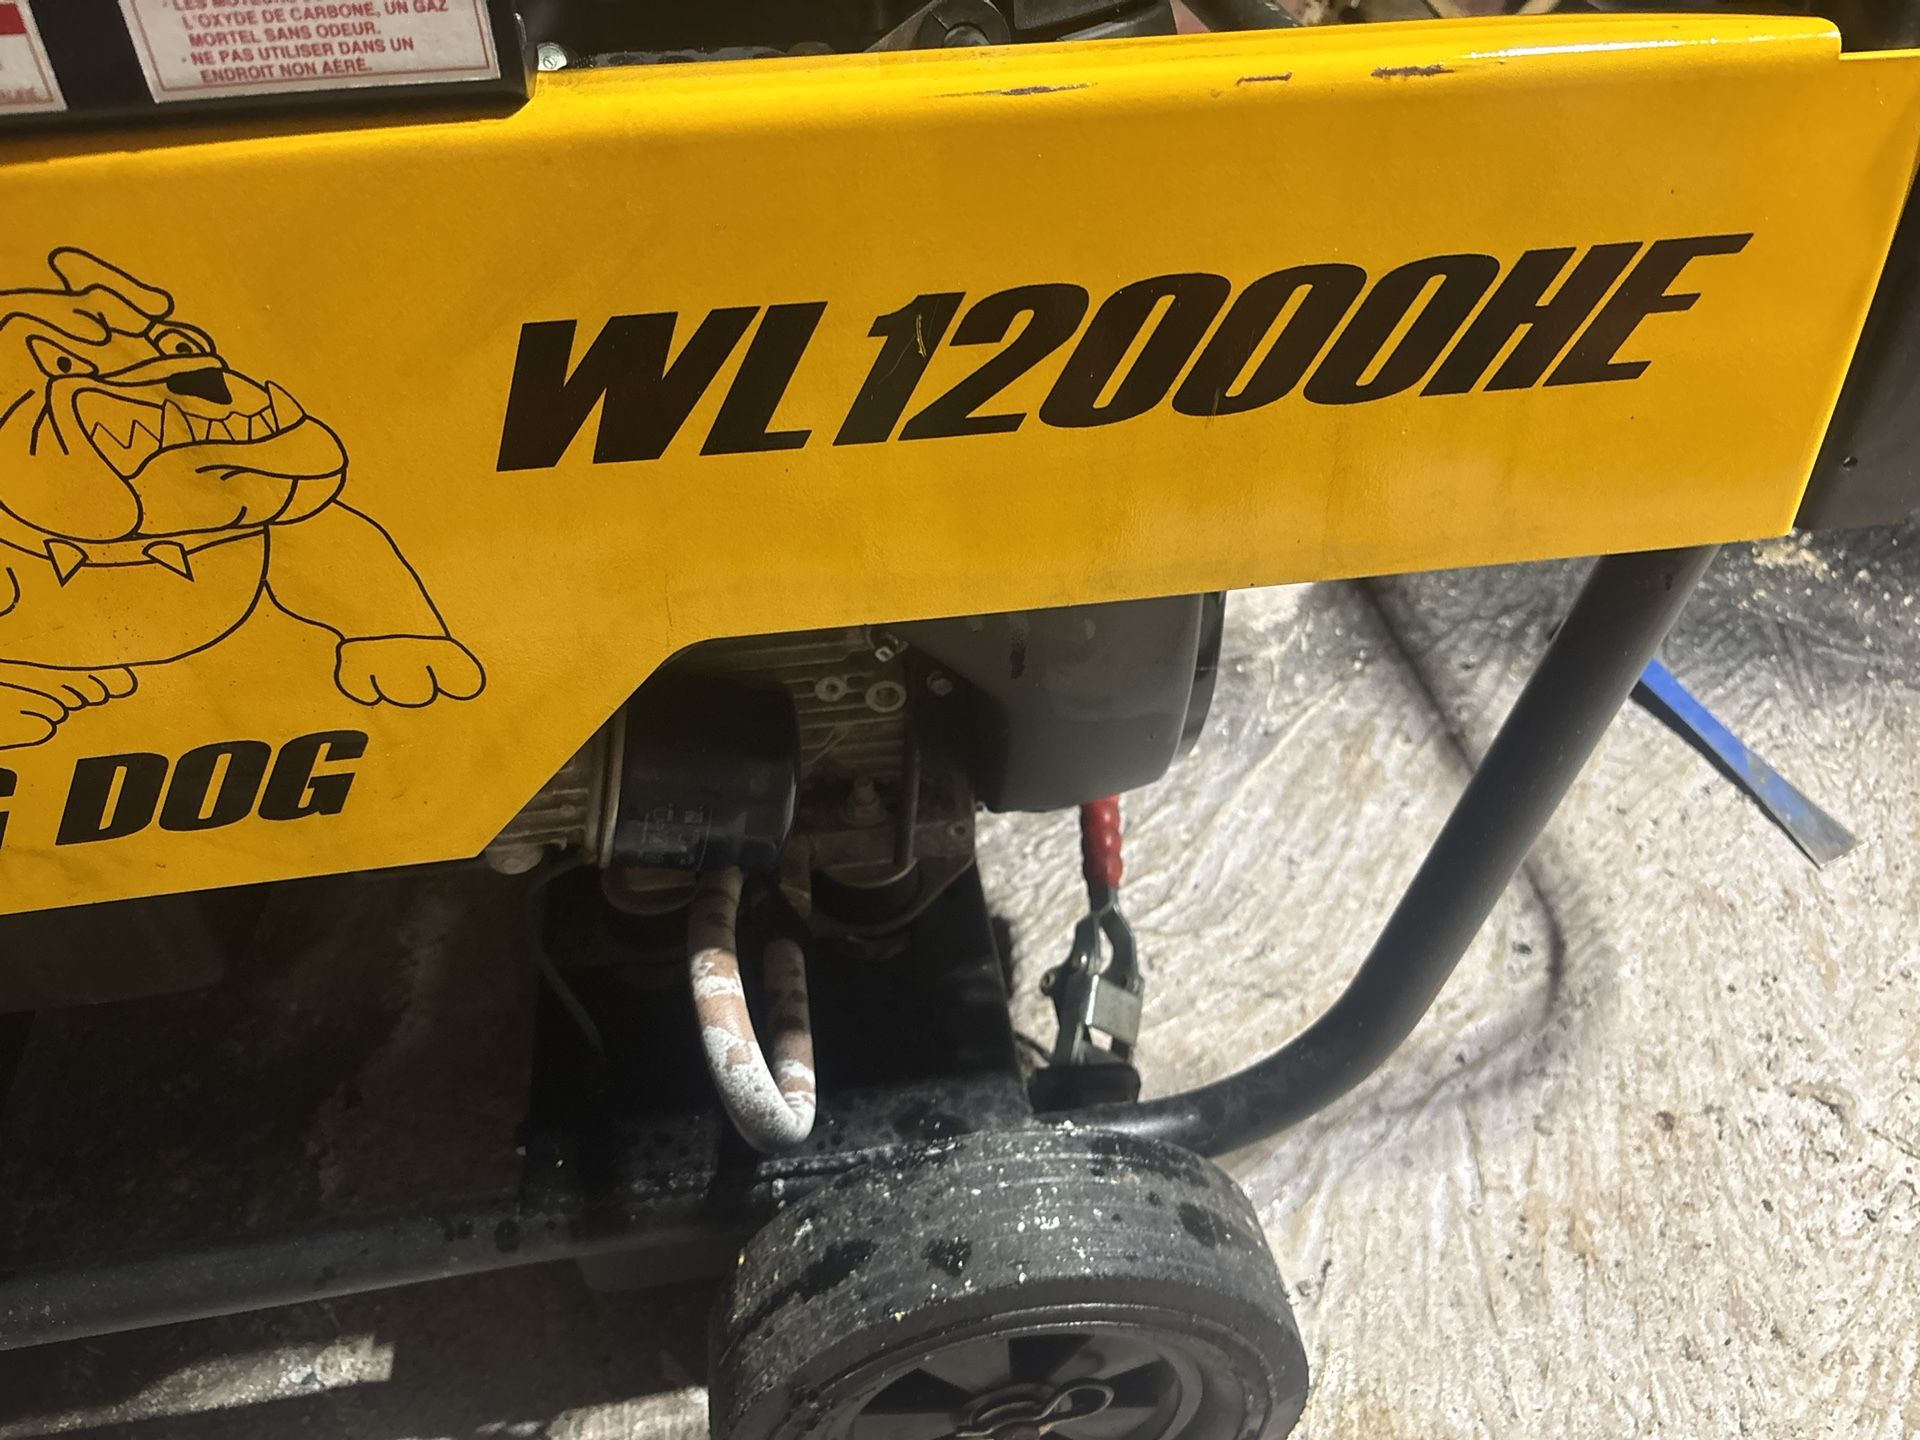 L'OXYDE DE CARBONE, UN GAZ
MORTEL SANS ODEUR.
· NE PAS UTILISER DANS UN
ENDROIT NON AÉRÉ.
WL12000HE
DOG